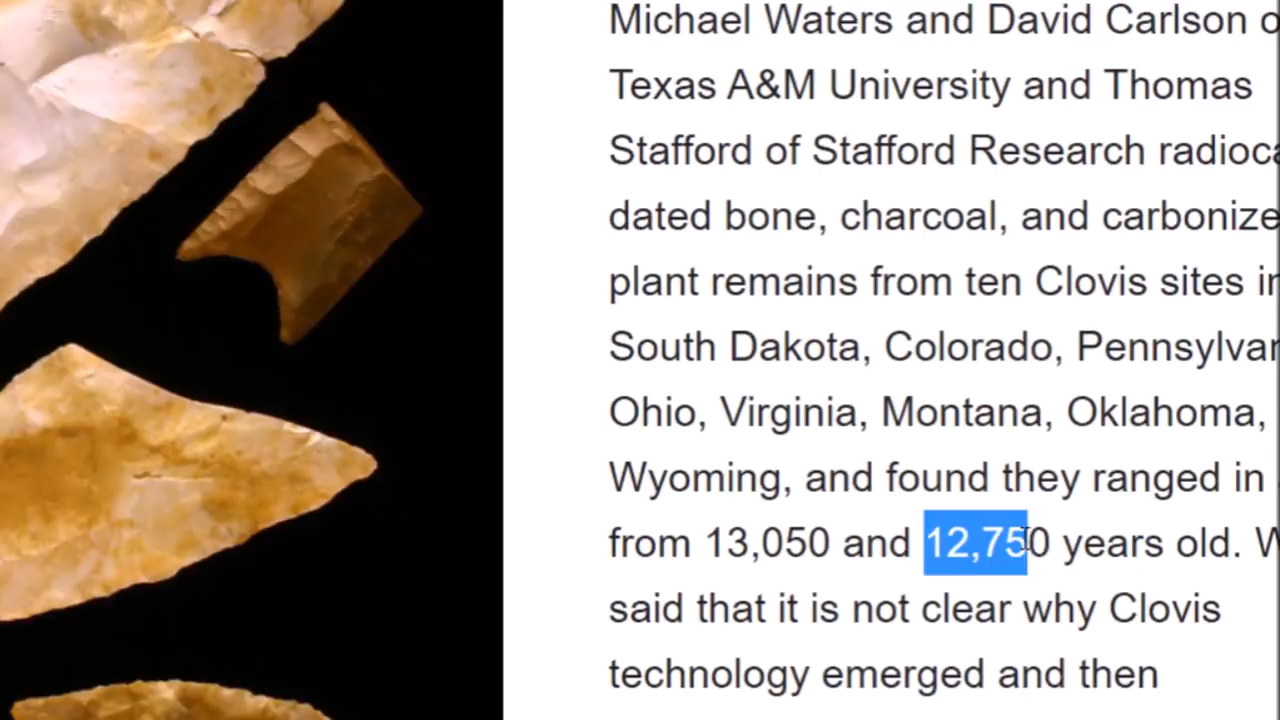 Michael Waters and David Carlson
Texas A&M University and Thomas
Stafford of Stafford Research
dated bone, charcoal, and
plant remains from ten Clovis sites
South Dakota, Colorado,
Ohio, Virginia, Montana, Oklahoma,
Wyoming, and found they ranged in
from 13,050 and 12,750 years old.
said that it is not clear why Clovis
technology emerged and then